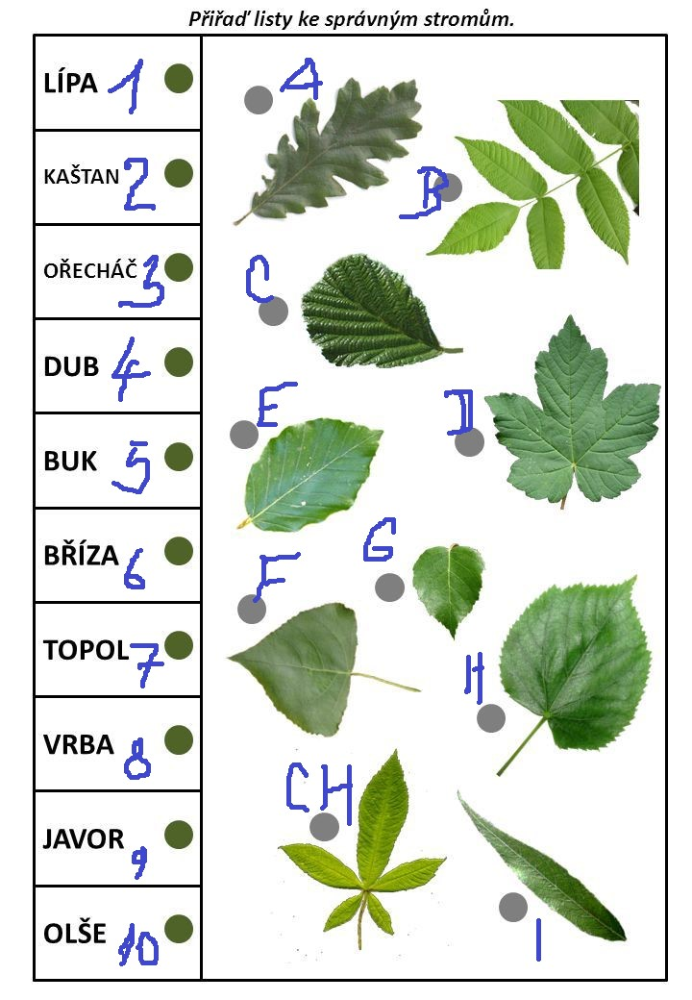 Přiřaď listy ke správným stromům.
LÍPA 1
KAŠTAN 2
OŘECHÁČ 3
DUB 4
BUK 5
BŘÍZA 6
TOPOL 7
VRBA 8
JAVOR 9
OLŠE 10
A
B
C
D
E
G
F
H
CH
I